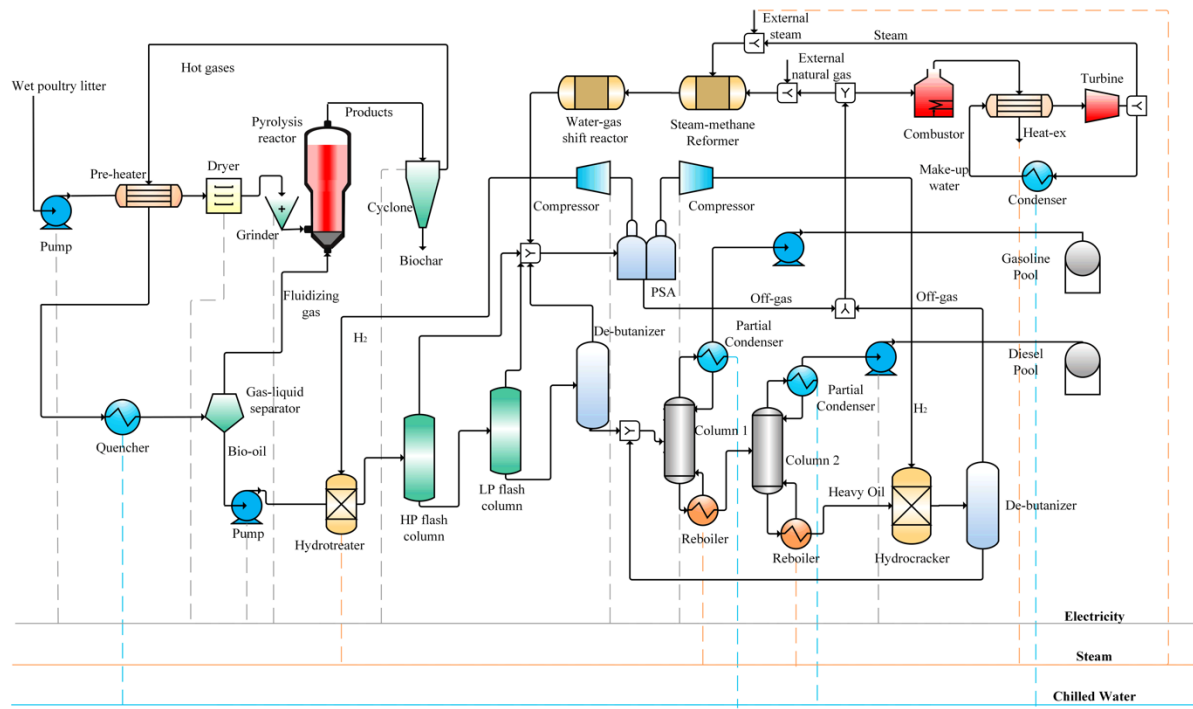 External
steam
Steam
Hot gases
External
natural gas
Wet poultry litter
Products
Turbine
Pyrolysis
reactor
Water-gas
shift reactor
Steam-methane
Reformer
Combustor
Heat-ex
Pre-heater
Dryer
Make-up
water
Compressor
Compressor
Condenser
Cyclone
Grinder
Pump
Biochar
Gasoline
Pool
Fluidizing
gas
PSA
Off-gas
Off-gas
H₂
De-butanizer
Partial
Condenser
Diesel
Pool
Gas-liquid
separator
Partial
Condenser
H₂
Column 1
Quencher
Bio-oil
Column 2
LP flash
column
Heavy Oil
De-butanizer
HP flash
column
Pump
Hydrotreater
Reboiler
Reboiler
Hydrocracker
Electricity
Steam
Chilled Water